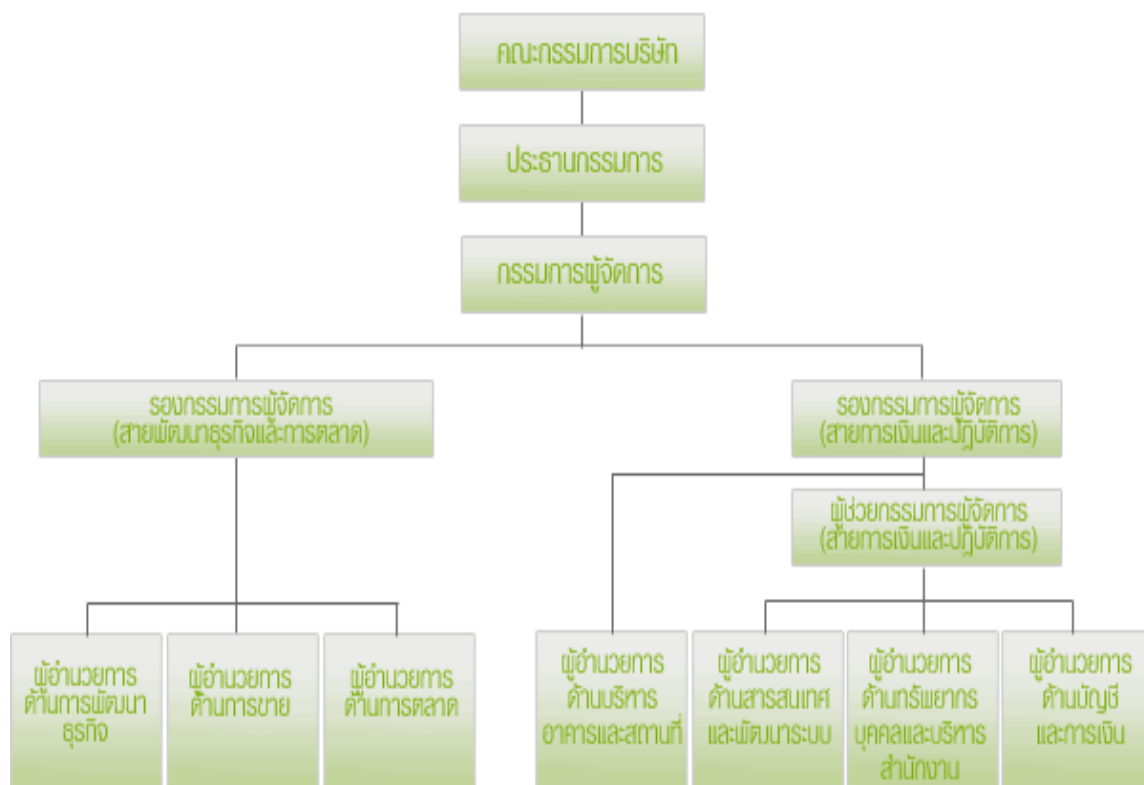 คณะกรรมการบริษัท
ประธานกรรมการ
กรรมการผู้จัดการ
รองกรรมการผู้จัดการ
(สายพัฒนาธุรกิจและการตลาด)
รองกรรมการผู้จัดการ
(สายการเงินและปฏิบัติการ)
ผู้ช่วยกรรมการผู้จัดการ
(สายการเงินและปฏิบัติการ)
ผู้อำนวยการ
ด้านการพัฒนา
ธุรกิจ
ผู้อำนวยการ
ด้านการขาย
ผู้อำนวยการ
ด้านการตลาด
ผู้อำนวยการ
ด้านบริหาร
อาคารและสถานที่
ผู้อำนวยการ
ด้านสารสนเทศ
และพัฒนาระบบ
ผู้อำนวยการ
ด้านทรัพยากร
บุคคลและบริหาร
สำนักงาน
ผู้อำนวยการ
ด้านบัญชี
และการเงิน